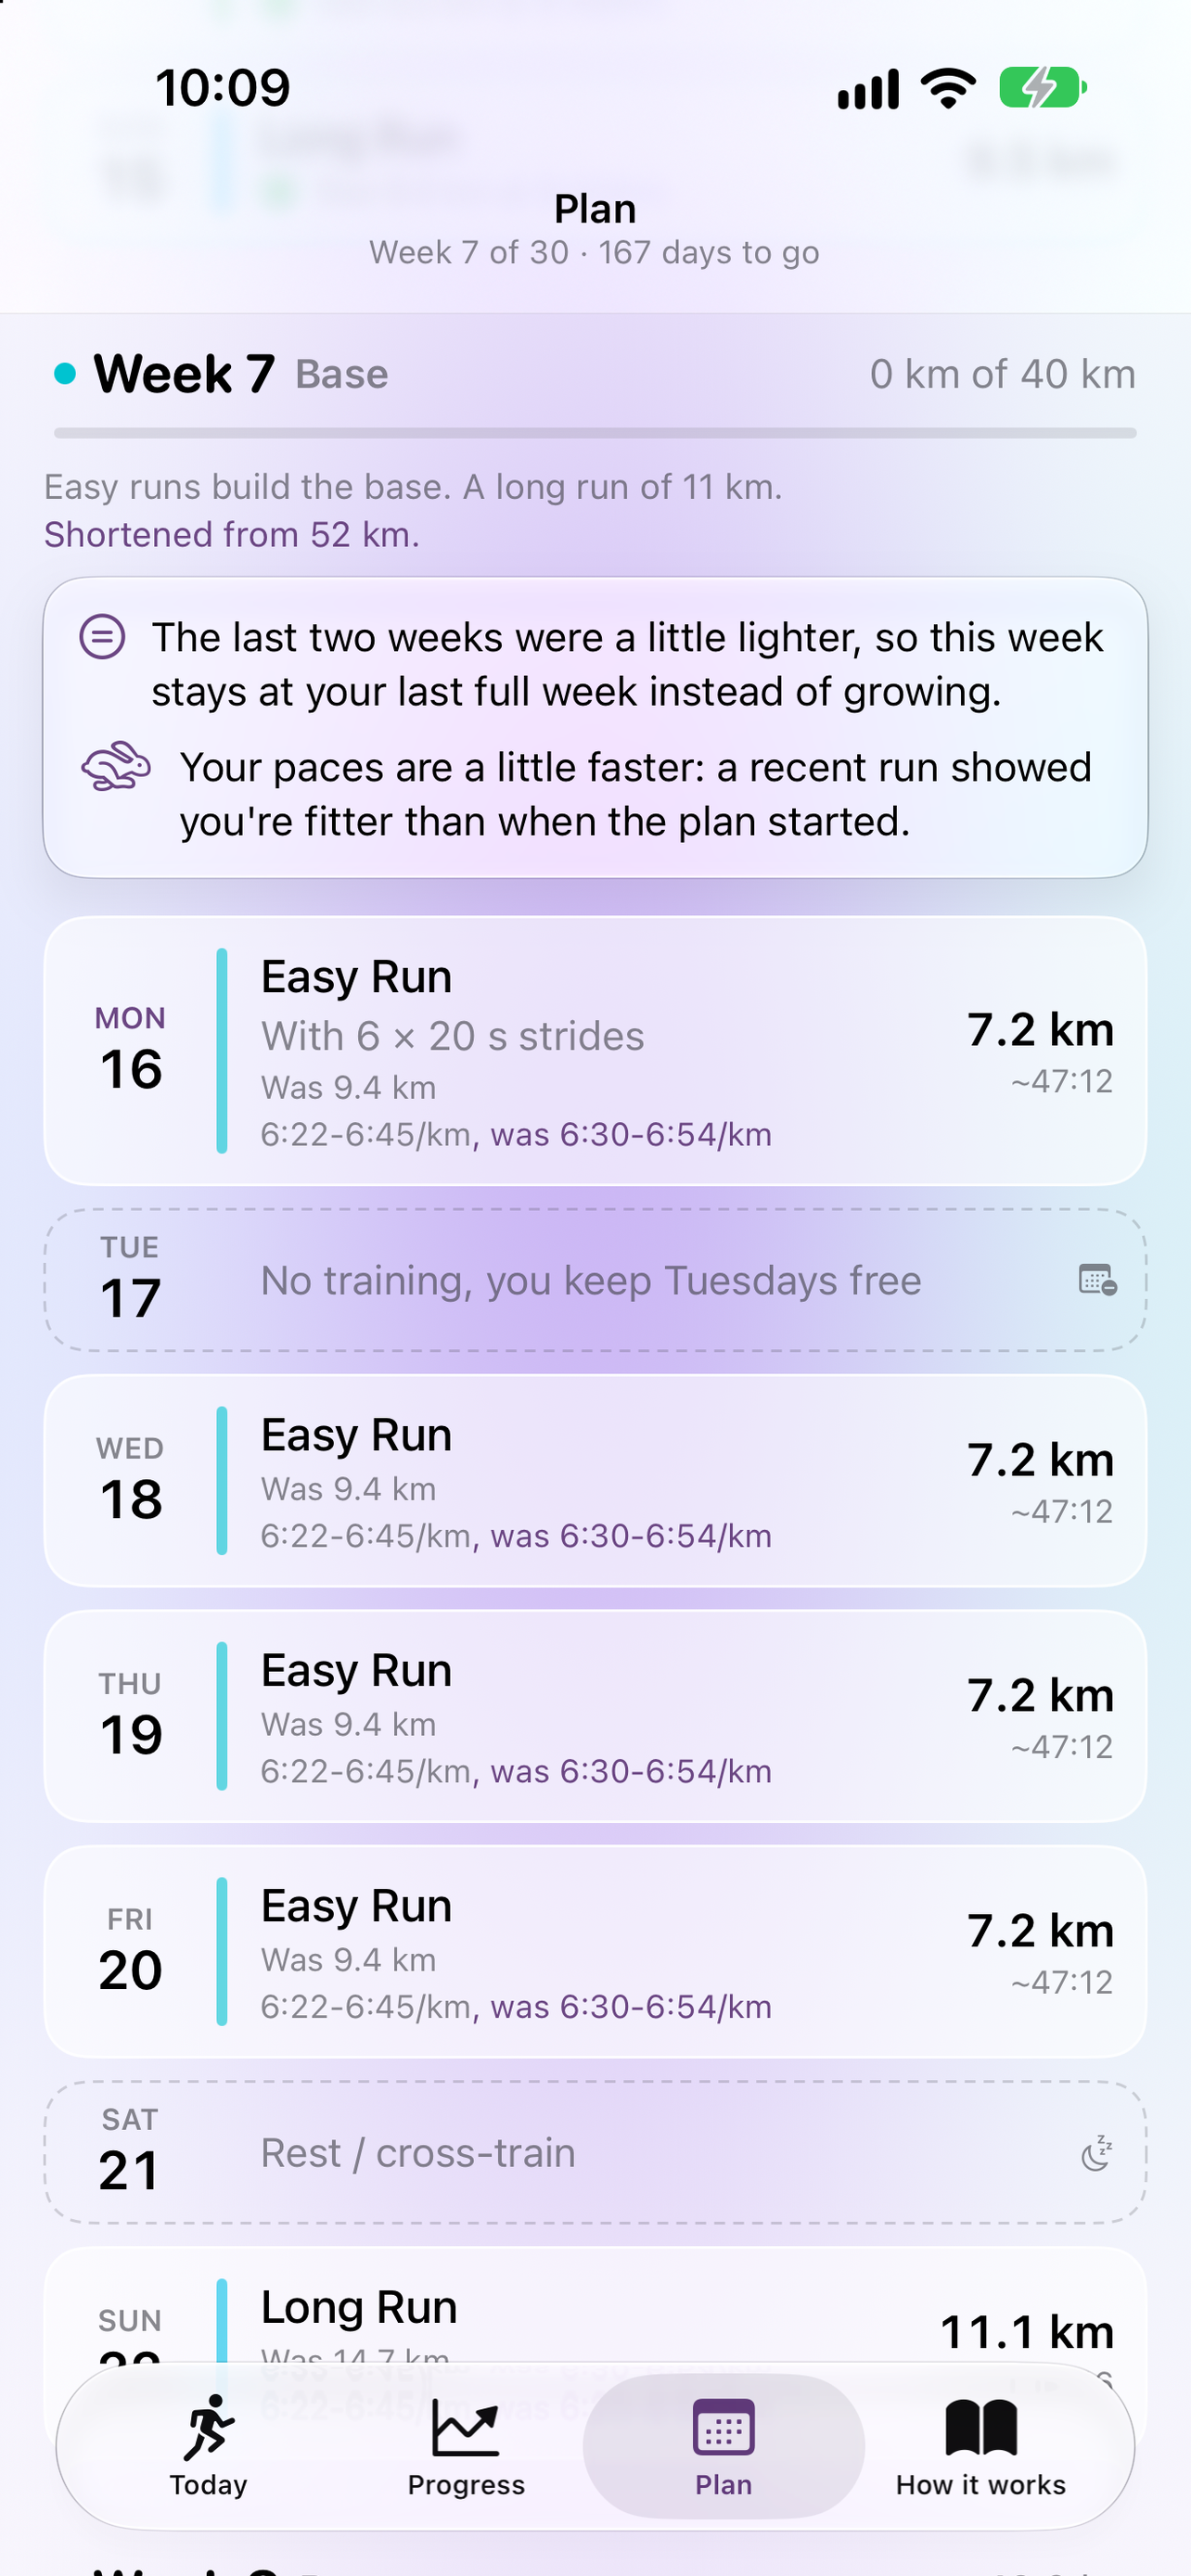 10:09
Plan
Week 7 of 30 · 167 days to go
Week 7 Base
0 km of 40 km
Easy runs build the base. A long run of 11 km.
Shortened from 52 km.
The last two weeks were a little lighter, so this week
stays at your last full week instead of growing.
Your paces are a little faster: a recent run showed
you're fitter than when the plan started.
MON
16
Easy Run
With 6 × 20 s strides
Was 9.4 km
6:22-6:45/km, was 6:30-6:54/km
7.2 km
~47:12
TUE
17
No training, you keep Tuesdays free
WED
18
Easy Run
Was 9.4 km
6:22-6:45/km, was 6:30-6:54/km
7.2 km
~47:12
THU
19
Easy Run
Was 9.4 km
6:22-6:45/km, was 6:30-6:54/km
7.2 km
~47:12
FRI
20
Easy Run
Was 9.4 km
6:22-6:45/km, was 6:30-6:54/km
7.2 km
~47:12
SAT
21
Rest / cross-train
SUN
Long Run
Was 14.7 km
11.1 km
Today
Progress
Plan
How it works